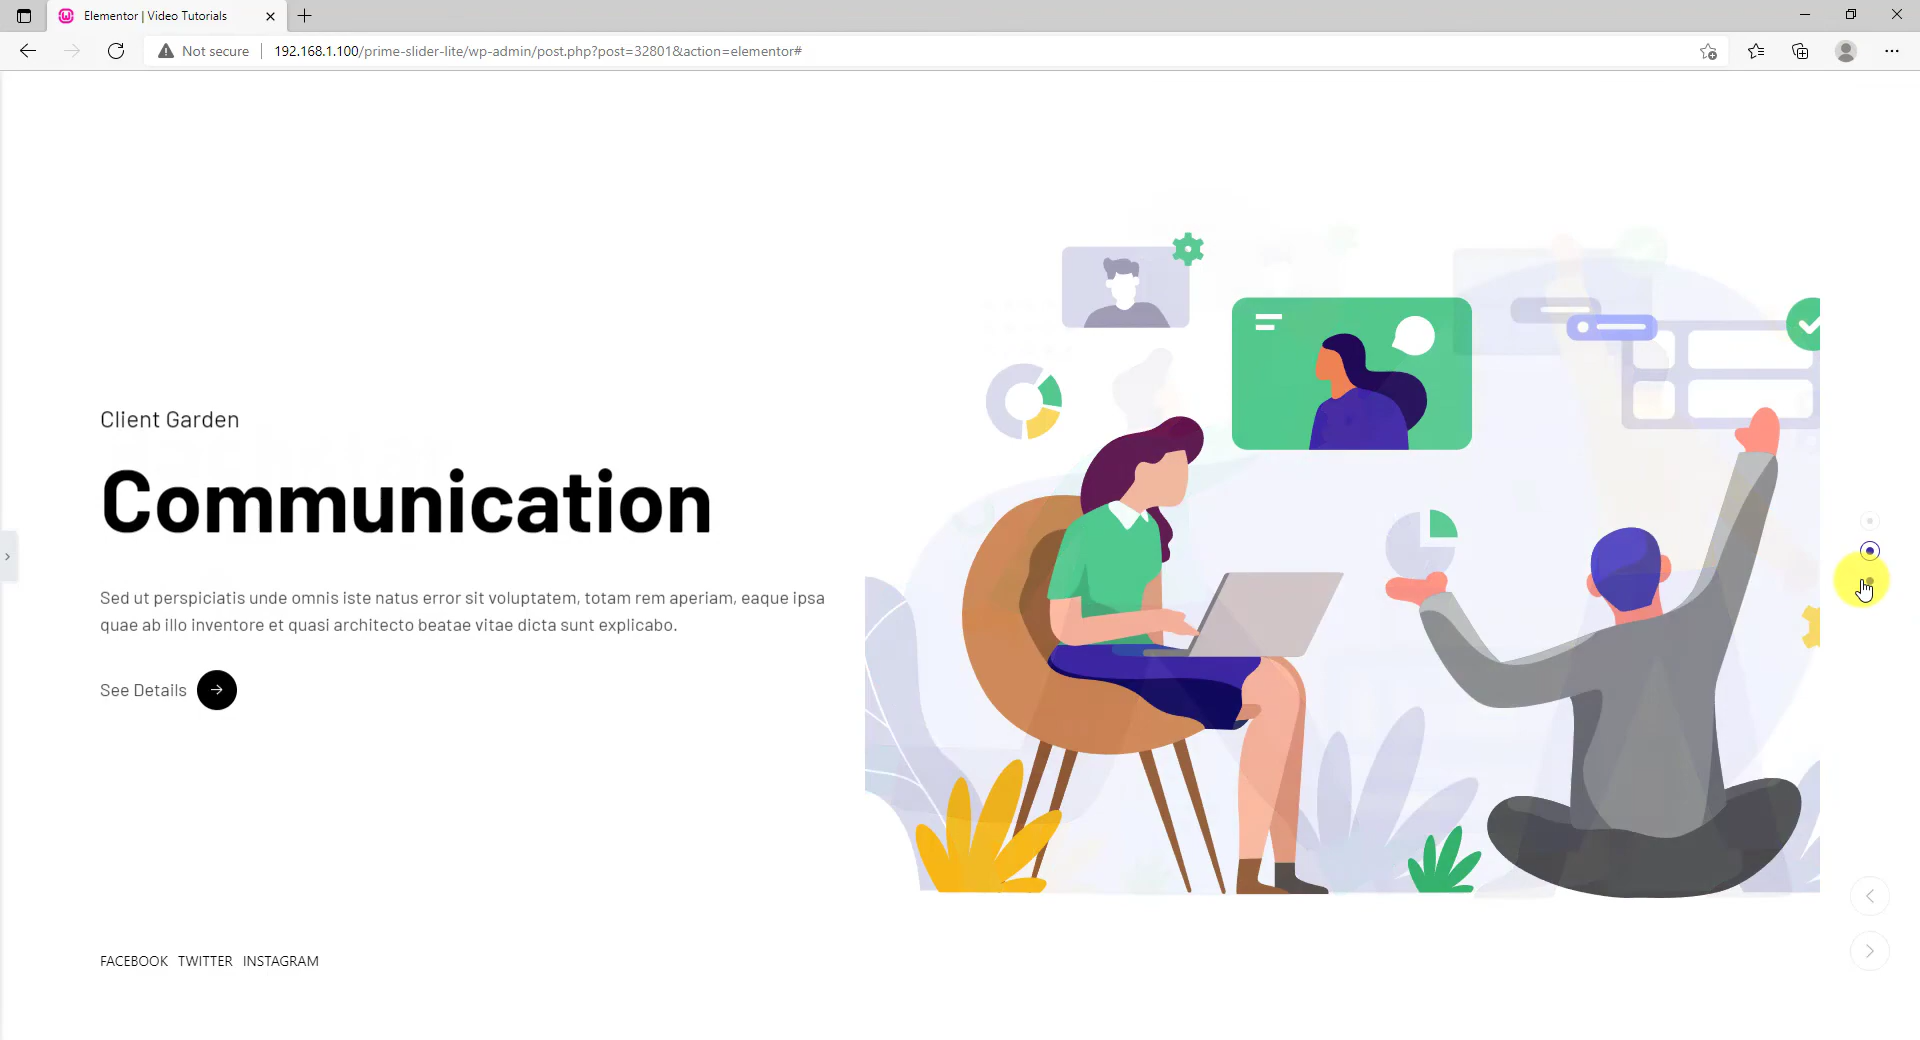 Elementor | Video Tutorials
Not secure
192.168.1.100/prime-slider-lite/wp-admin/post.php?post=32801&action=elementor#
Client Garden
Communication
Sed ut perspiciatis unde omnis iste natus error sit voluptatem, totam rem aperiam, eaque ipsa
quae ab illo inventore et quasi architecto beatae vitae dicta sunt explicabo.
See Details
FACEBOOK TWITTER INSTAGRAM